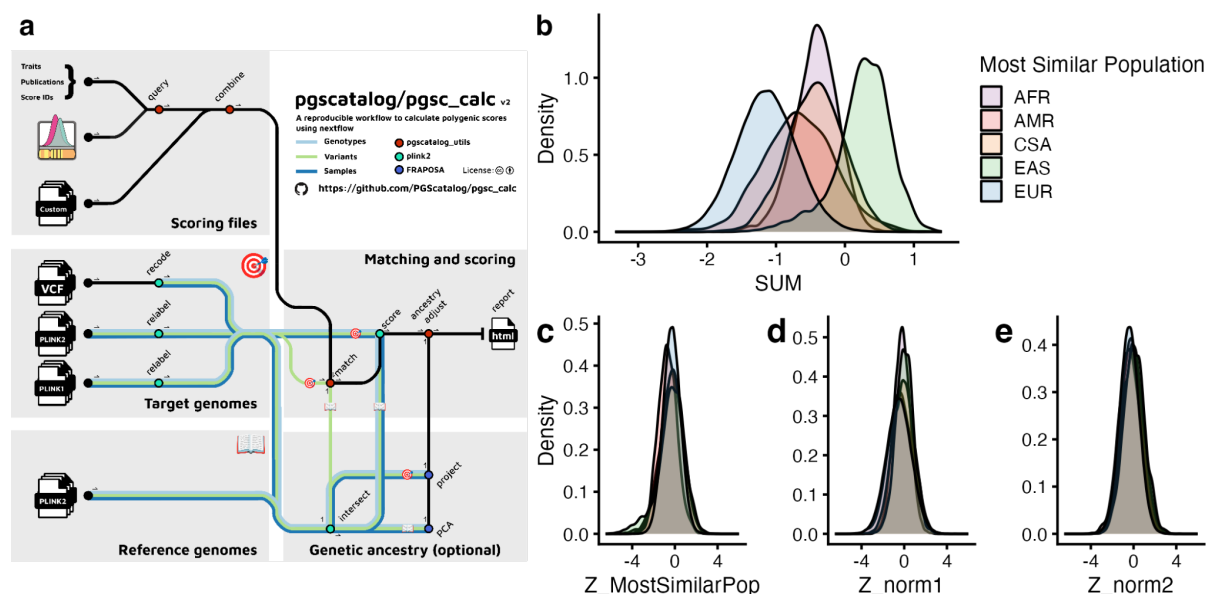 a
Traits
Publications
Score IDs
query
combine
Custom
Scoring files
pgscatalog/pgsc_calc v2
A reproducible workflow to calculate polygenic scores
using nextflow
Genotypes
Variants
Samples
pgscatalog_utils
plink2
FRAPOSA
License:
https://github.com/PGScatalog/pgsc_calc
VCF
recode
PLINK2
relabel
PLINK1
relabel
Target genomes
Matching and scoring
score
ancestry
adjust
report
html
match
PLINK2
Reference genomes
intersect
project
PCA
Genetic ancestry (optional)
b
Density
1.0
0.5
0.0
-3 -2 -1 0 1
SUM
Most Similar Population
AFR
AMR
CSA
EAS
EUR
c
Density
0.5
0.4
0.3
0.2
0.1
0.0
-4 0 4
Z_MostSimilarPop
d
0.5
0.4
0.3
0.2
0.1
0.0
-4 0 4
Z_norm1
e
0.4
0.3
0.2
0.1
0.0
-4 0 4
Z_norm2